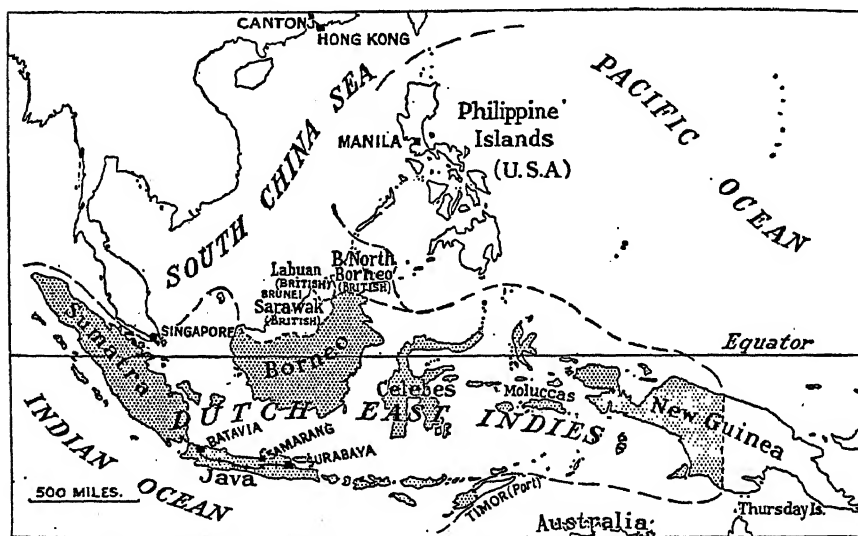 CANTON
HONG KONG
SOUTH CHINA SEA
PACIFIC OCEAN
Philippine
Islands
(U.S.A)
MANILA
Labuan
(BRITISH)
BRUNEI
Sarawak
(BRITISH)
B/North
Borneo
(BRITISH)
SINGAPORE
Sumatra
Borneo
Equator
Celebes
Moluccas
New Guinea
DUTCH EAST INDIES
BATAVIA
SAMARANG
SURABAYA
Java
INDIAN OCEAN
500 MILES.
TIMOR (Port)
Australia
Thursday Is.